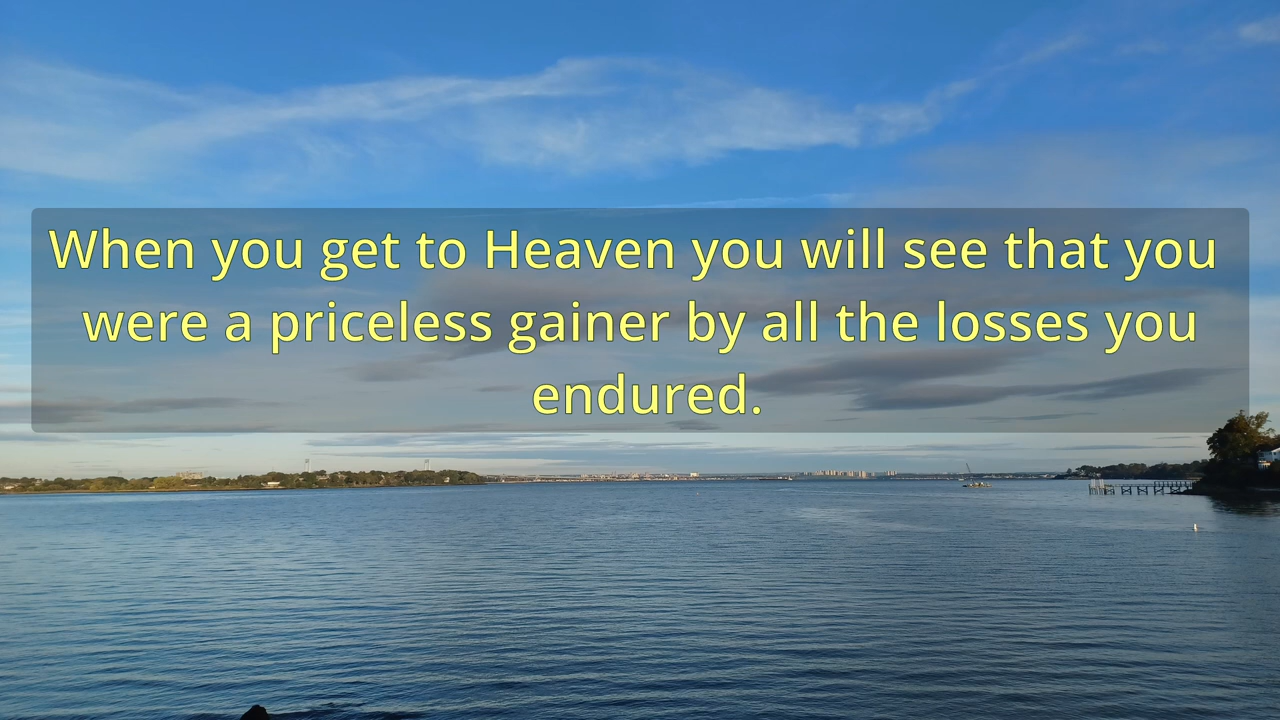 When you get to Heaven you will see that you
were a priceless gainer by all the losses you
endured.